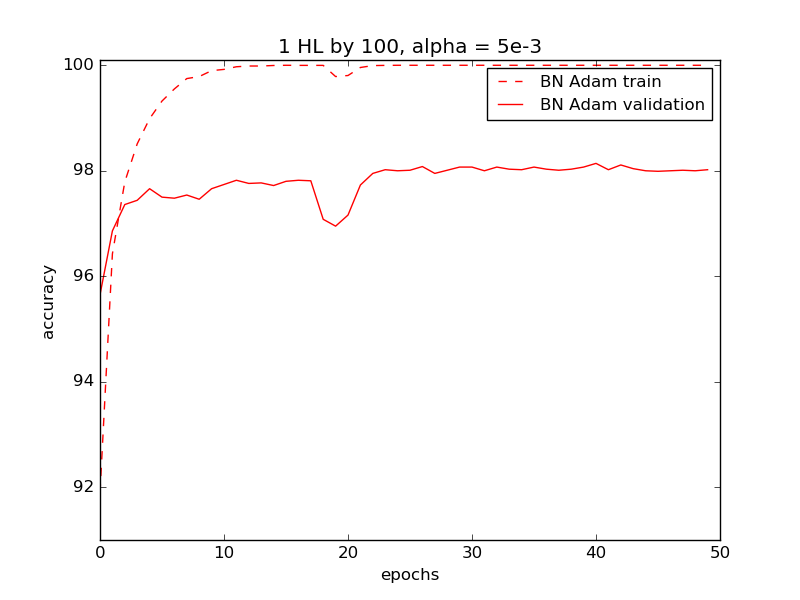 1 HL by 100, alpha = 5e-3
BN Adam train
BN Adam validation
100
98
96
94
92
accuracy
0 10 20 30 40 50
epochs